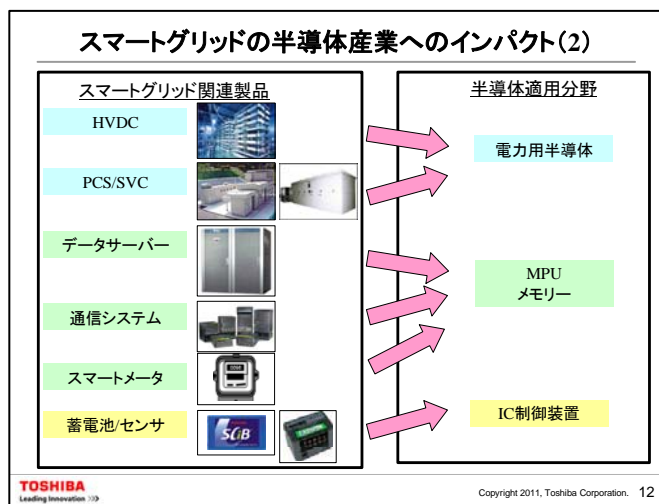 スマートグリッドの半導体産業へのインパクト(2)
スマートグリッド関連製品
HVDC
PCS/SVC
データサーバー
通信システム
スマートメータ
蓄電池/センサ
SCiB
半導体適用分野
電力用半導体
MPU
メモリー
IC制御装置
TOSHIBA
Leading Innovation >>>
Copyright 2011, Toshiba Corporation. 12